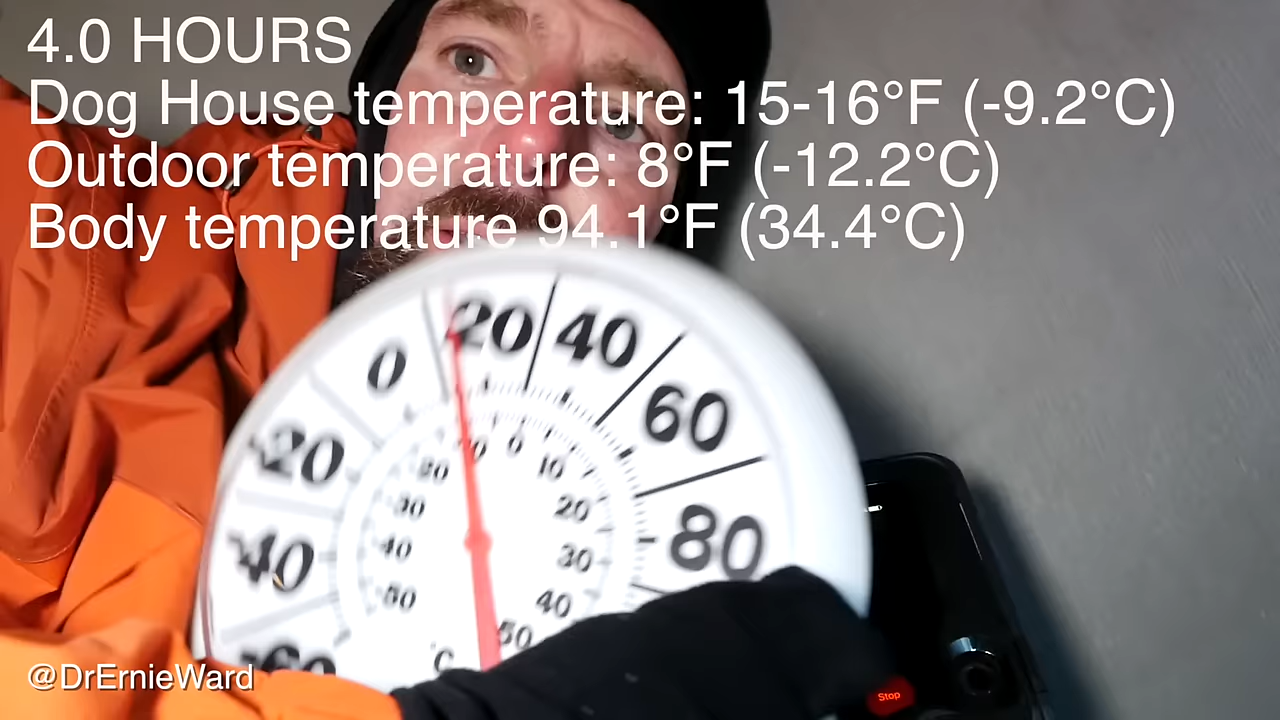 4.0 HOURS
Dog House temperature: 15-16°F (-9.2°C)
Outdoor temperature: 8°F (-12.2°C)
Body temperature 94.1°F (34.4°C)
20
40
0
60
-20
80
-40
-60
0
10
-20
20
-30
30
-40
40
-50
50
°C
@DrErnieWard
Stop